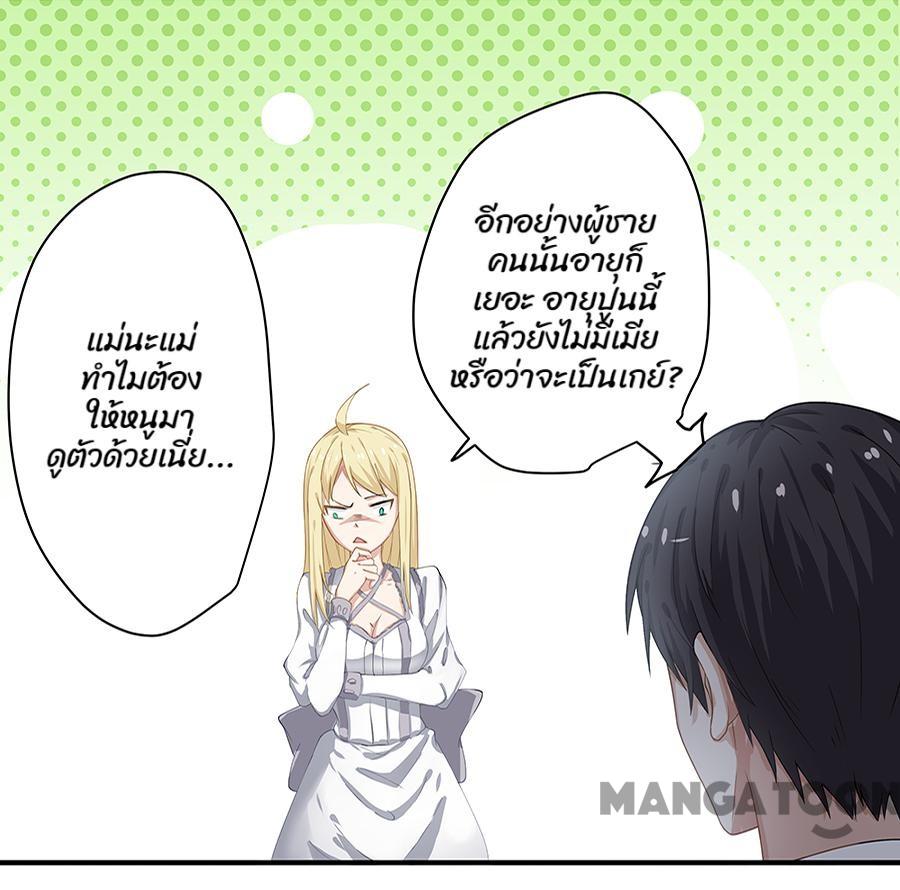 แม่นะแม่
ทำไมต้อง
ให้หนูมา
ดูตัวด้วยเนี่ย...
อีกอย่างผู้ชาย
คนนั้นอายุก็
เยอะ อายุปูนนี้
แล้วยังไม่มีเมีย
หรือว่าจะเป็นเกย์?
MANGATOON